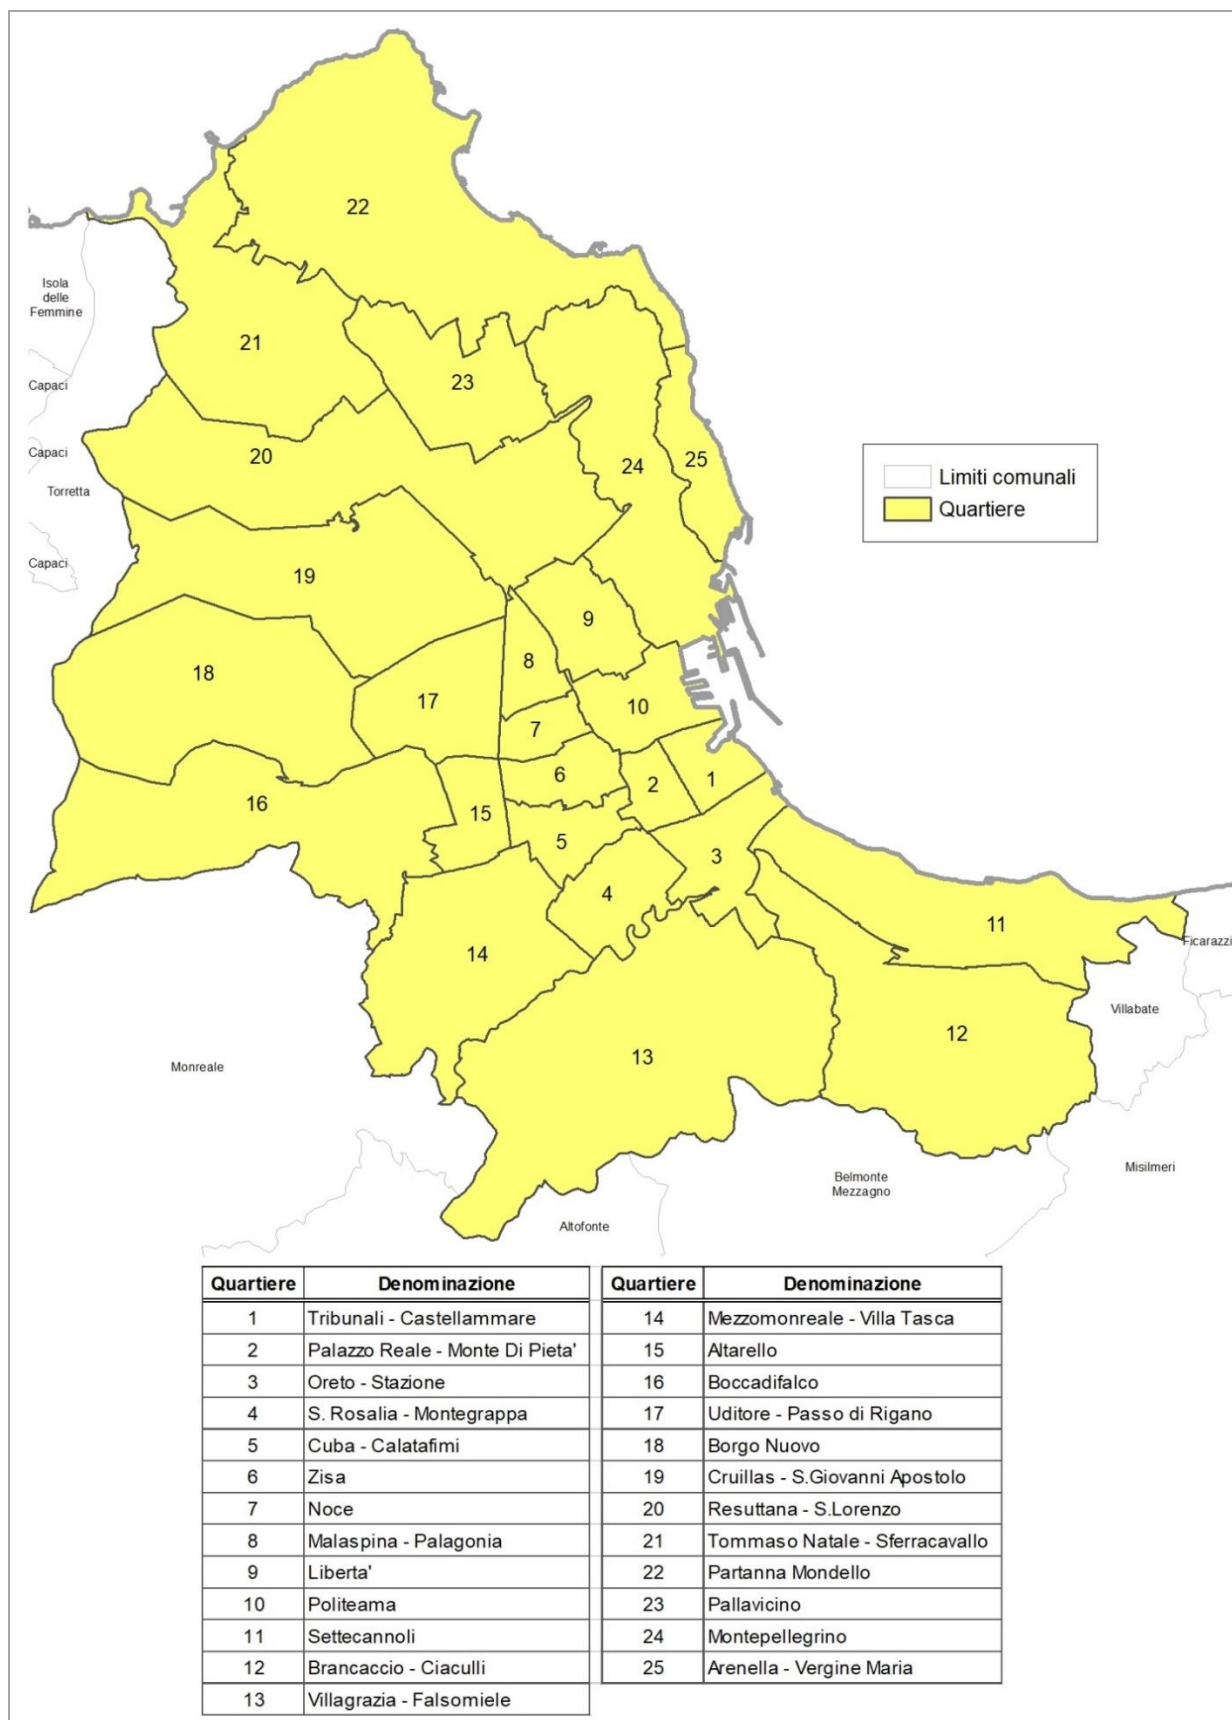 22
Isola
delle
Femmine
21
23
Capaci
Capaci
20
24
25
Torretta
Limiti comunali
Quartiere
Capaci
19
9
8
18
17
10
7
6
2
1
16
15
5
3
4
11
14
Ficarazzi
Villabate
12
13
Monreale
Misilmeri
Belmonte
Mezzagno
Altofonte
Quartiere Denominazione Quartiere Denominazione
1 Tribunali - Castellammare 14 Mezzomonreale - Villa Tasca
2 Palazzo Reale - Monte Di Pieta' 15 Altarello
3 Oreto - Stazione 16 Boccadifalco
4 S. Rosalia - Montegrappa 17 Uditore - Passo di Rigano
5 Cuba - Calatafimi 18 Borgo Nuovo
6 Zisa 19 Cruillas - S.Giovanni Apostolo
7 Noce 20 Resuttana - S.Lorenzo
8 Malaspina - Palagonia 21 Tommaso Natale - Sferracavallo
9 Liberta' 22 Partanna Mondello
10 Politeama 23 Pallavicino
11 Settecannoli 24 Montepellegrino
12 Brancaccio - Ciaculli 25 Arenella - Vergine Maria
13 Villagrazia - Falsomiele